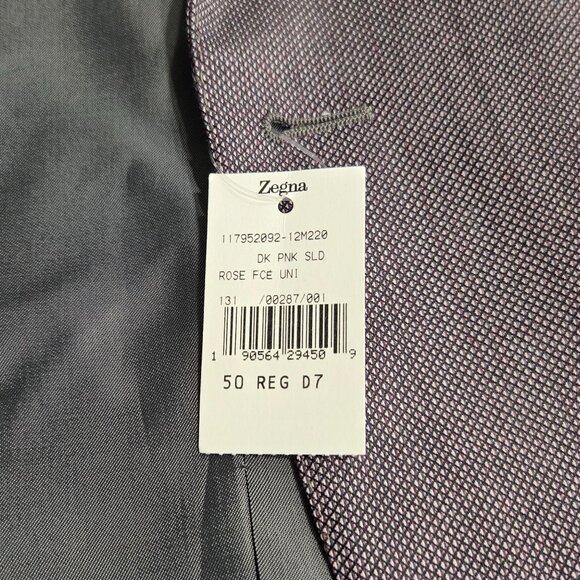 Zegna
117952092-12M220
DK PNK SLD
ROSE FCE UNI
131 /00287/001
1 90564 29450 9
50 REG D7